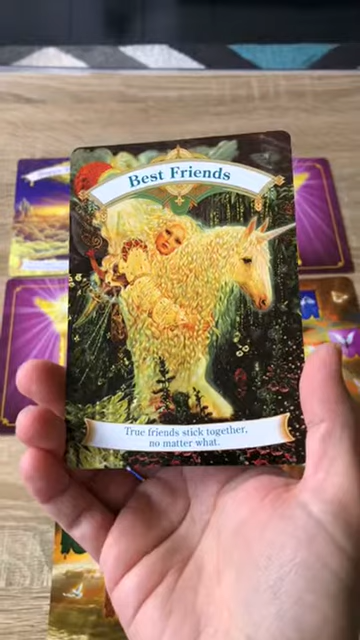 Best Friends
True friends stick together,
no matter what.